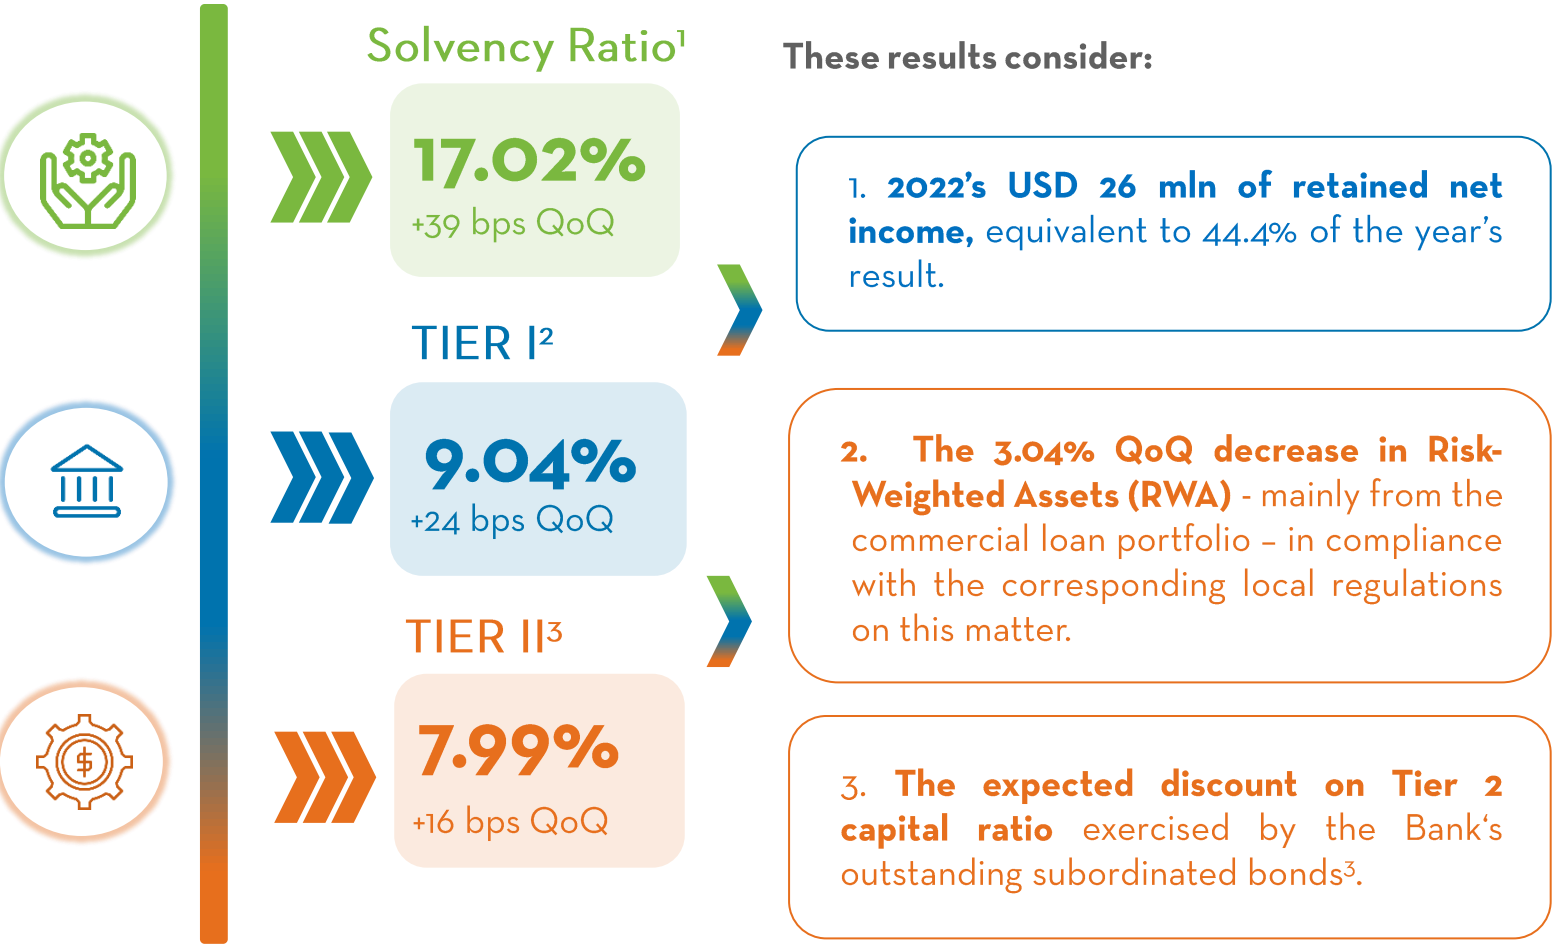 Solvency Ratio¹
17.02%
+39 bps QoQ
TIER I²
9.04%
+24 bps QoQ
TIER II³
7.99%
+16 bps QoQ
These results consider:
1. 2022’s USD 26 mln of retained net
income, equivalent to 44.4% of the year’s
result.
2. The 3.04% QoQ decrease in Risk-
Weighted Assets (RWA) - mainly from the
commercial loan portfolio – in compliance
with the corresponding local regulations
on this matter.
3. The expected discount on Tier 2
capital ratio exercised by the Bank‘s
outstanding subordinated bonds³.